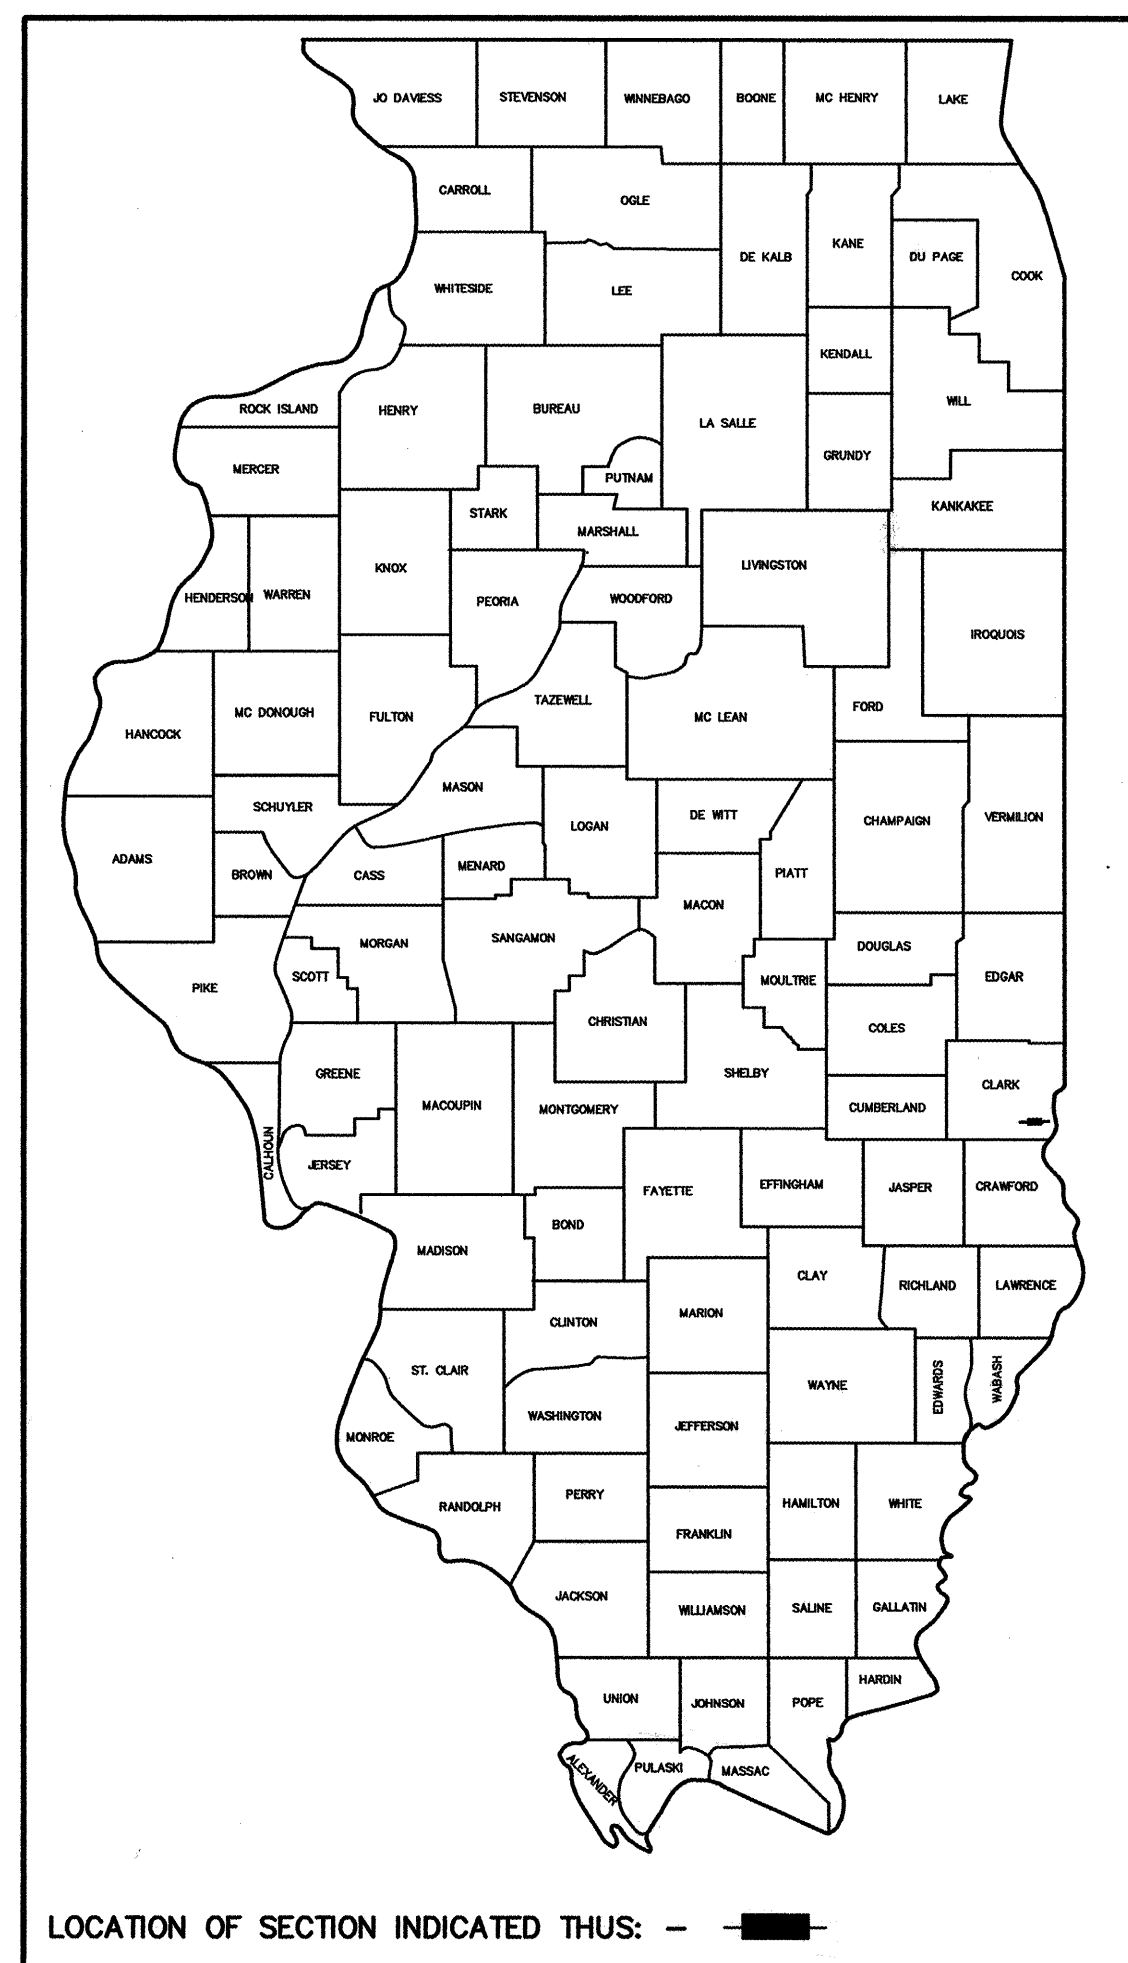 JO DAVIESS
STEVENSON
WINNEBAGO
BOONE
MC HENRY
LAKE
CARROLL
OGLE
DE KALB
KANE
DU PAGE
COOK
WHITESIDE
LEE
KENDALL
ROCK ISLAND
HENRY
BUREAU
LA SALLE
WILL
MERCER
PUTNAM
GRUNDY
STARK
MARSHALL
KANKAKEE
HENDERSON
WARREN
KNOX
PEORIA
WOODFORD
LIVINGSTON
IROQUOIS
HANCOCK
MC DONOUGH
FULTON
TAZEWELL
MC LEAN
FORD
SCHUYLER
MASON
LOGAN
DE WITT
CHAMPAIGN
VERMILION
ADAMS
BROWN
CASS
MENARD
PIATT
MACON
PIKE
SCOTT
MORGAN
SANGAMON
DOUGLAS
MOULTRIE
EDGAR
CHRISTIAN
COLES
GREENE
MACOUPIN
MONTGOMERY
SHELBY
CUMBERLAND
CLARK
CALHOUN
JERSEY
FAYETTE
EFFINGHAM
JASPER
CRAWFORD
MADISON
BOND
CLAY
RICHLAND
LAWRENCE
CLINTON
MARION
ST. CLAIR
WAYNE
EDWARDS
WABASH
WASHINGTON
JEFFERSON
MONROE
RANDOLPH
PERRY
HAMILTON
WHITE
FRANKLIN
JACKSON
WILLIAMSON
SALINE
GALLATIN
UNION
JOHNSON
POPE
HARDIN
ALEXANDER
PULASKI
MASSAC
LOCATION OF SECTION INDICATED THUS: -